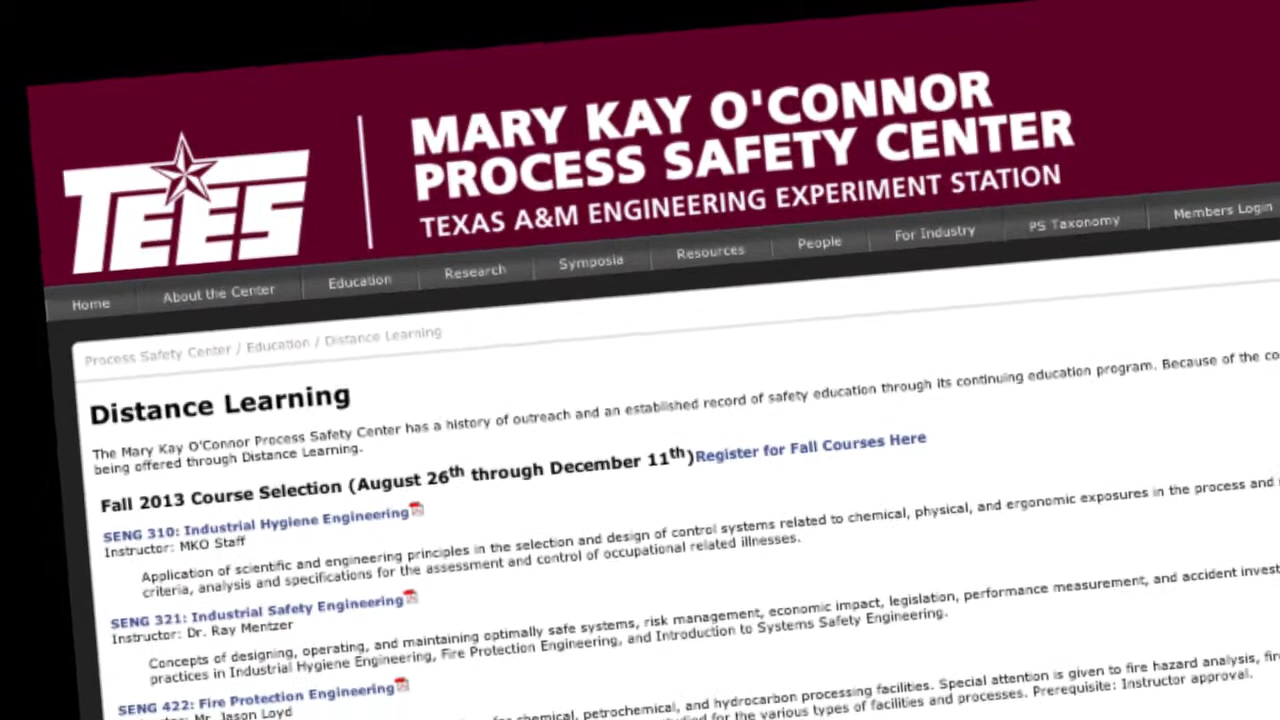 TEES
MARY KAY O'CONNOR
PROCESS SAFETY CENTER
TEXAS A&M ENGINEERING EXPERIMENT STATION
Home About the Center Education Research Symposia Resources People For Industry PS Taxonomy Members Login
Process Safety Center / Education / Distance Learning
Distance Learning
The Mary Kay O'Connor Process Safety Center has a history of outreach and an established record of safety education through its continuing education program. Because of the co
being offered through Distance Learning.
Fall 2013 Course Selection (August 26th through December 11th)Register for Fall Courses Here
SENG 310: Industrial Hygiene Engineering
Instructor: MKO Staff
Application of scientific and engineering principles in the selection and design of control systems related to chemical, physical, and ergonomic exposures in the process and
criteria, analysis and specifications for the assessment and control of occupational related illnesses.
SENG 321: Industrial Safety Engineering
Instructor: Dr. Ray Mentzer
Concepts of designing, operating, and maintaining optimally safe systems, risk management, economic impact, legislation, performance measurement, and accident invest
practices in Industrial Hygiene Engineering, Fire Protection Engineering, and Introduction to Systems Safety Engineering.
SENG 422: Fire Protection Engineering
Mr. Jason Loyd
chemical, petrochemical, and hydrocarbon processing facilities. Special attention is given to fire hazard analysis, fire
for the various types of facilities and processes. Prerequisite: Instructor approval.